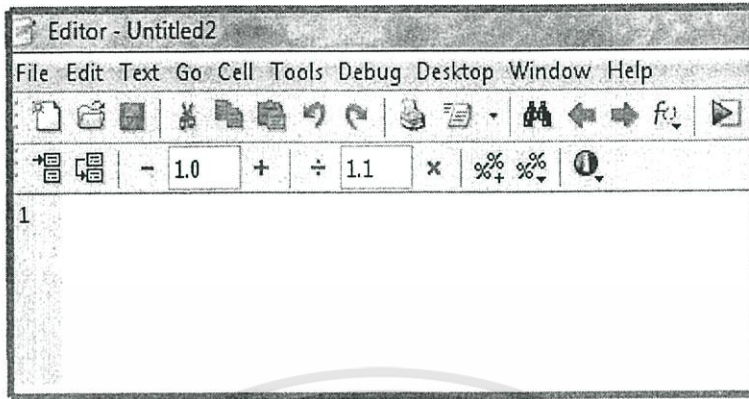 Editor - Untitled2
File Edit Text Go Cell Tools Debug Desktop Window Help
- 1.0 + ÷ 1.1 ×
1